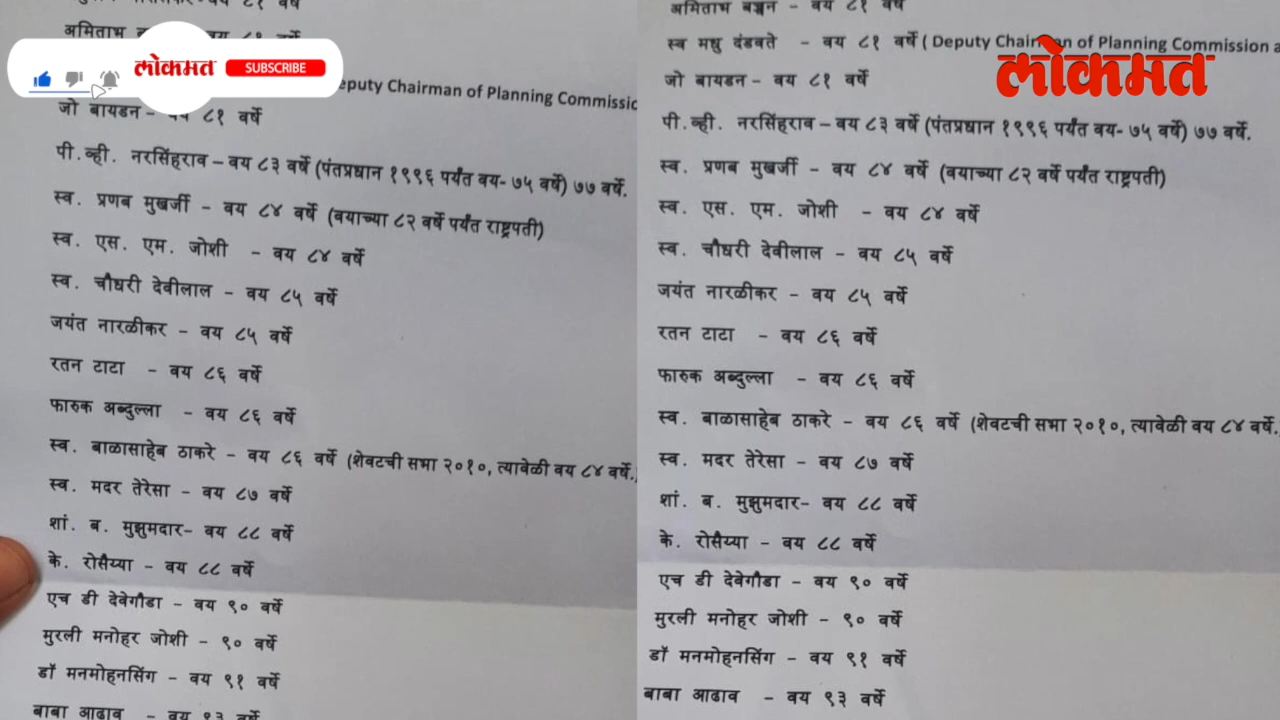 वर्षे
अमिताभ
लोकमत SUBSCRIBE
Deputy Chairman of Planning Commissio
जो बायडन – वय ८१ वर्षे
पी.व्ही. नरसिंहराव – वय ८३ वर्षे (पंतप्रधान १९९६ पर्यंत वय- ७५ वर्षे) ७७ वर्षे.
स्व. प्रणब मुखर्जी – वय ८४ वर्षे (वयाच्या ८२ वर्षे पर्यंत राष्ट्रपती)
स्व. एस. एम. जोशी – वय ८४ वर्षे
स्व. चौधरी देवीलाल – वय ८५ वर्षे
जयंत नारळीकर – वय ८५ वर्षे
रतन टाटा – वय ८६ वर्षे
फारुक अब्दुल्ला – वय ८६ वर्षे
स्व. बाळासाहेब ठाकरे – वय ८६ वर्षे (शेवटची सभा २०१०, त्यावेळी वय ८४ वर्षे.)
स्व. मदर तेरेसा – वय ८७ वर्षे
शां. ब. मुझुमदार– वय ८८ वर्षे
के. रोसैय्या – वय ८८ वर्षे
एच डी देवेगौडा – वय ९० वर्षे
मुरली मनोहर जोशी – ९० वर्षे
डॉ मनमोहनसिंग – वय ९१ वर्षे
बाबा आढाव – वय ९३ वर्षे
अमिताभ बच्चन – वय ८१ वर्षे
स्व मधु दंडवते – वय ८१ वर्षे ( Deputy Chairman of Planning Commission a
लोकमत
जो बायडन – वय ८१ वर्षे
पी.व्ही. नरसिंहराव – वय ८३ वर्षे (पंतप्रधान १९९६ पर्यंत वय- ७५ वर्षे) ७७ वर्षे.
स्व. प्रणब मुखर्जी – वय ८४ वर्षे (वयाच्या ८२ वर्षे पर्यंत राष्ट्रपती)
स्व. एस. एम. जोशी – वय ८४ वर्षे
स्व. चौधरी देवीलाल – वय ८५ वर्षे
जयंत नारळीकर – वय ८५ वर्षे
रतन टाटा – वय ८६ वर्षे
फारुक अब्दुल्ला – वय ८६ वर्षे
स्व. बाळासाहेब ठाकरे – वय ८६ वर्षे (शेवटची सभा २०१०, त्यावेळी वय ८४ वर्षे.
स्व. मदर तेरेसा – वय ८७ वर्षे
शां. ब. मुझुमदार– वय ८८ वर्षे
के. रोसैय्या – वय ८८ वर्षे
एच डी देवेगौडा – वय ९० वर्षे
मुरली मनोहर जोशी – ९० वर्षे
डॉ मनमोहनसिंग – वय ९१ वर्षे
बाबा आढाव – वय ९३ वर्षे